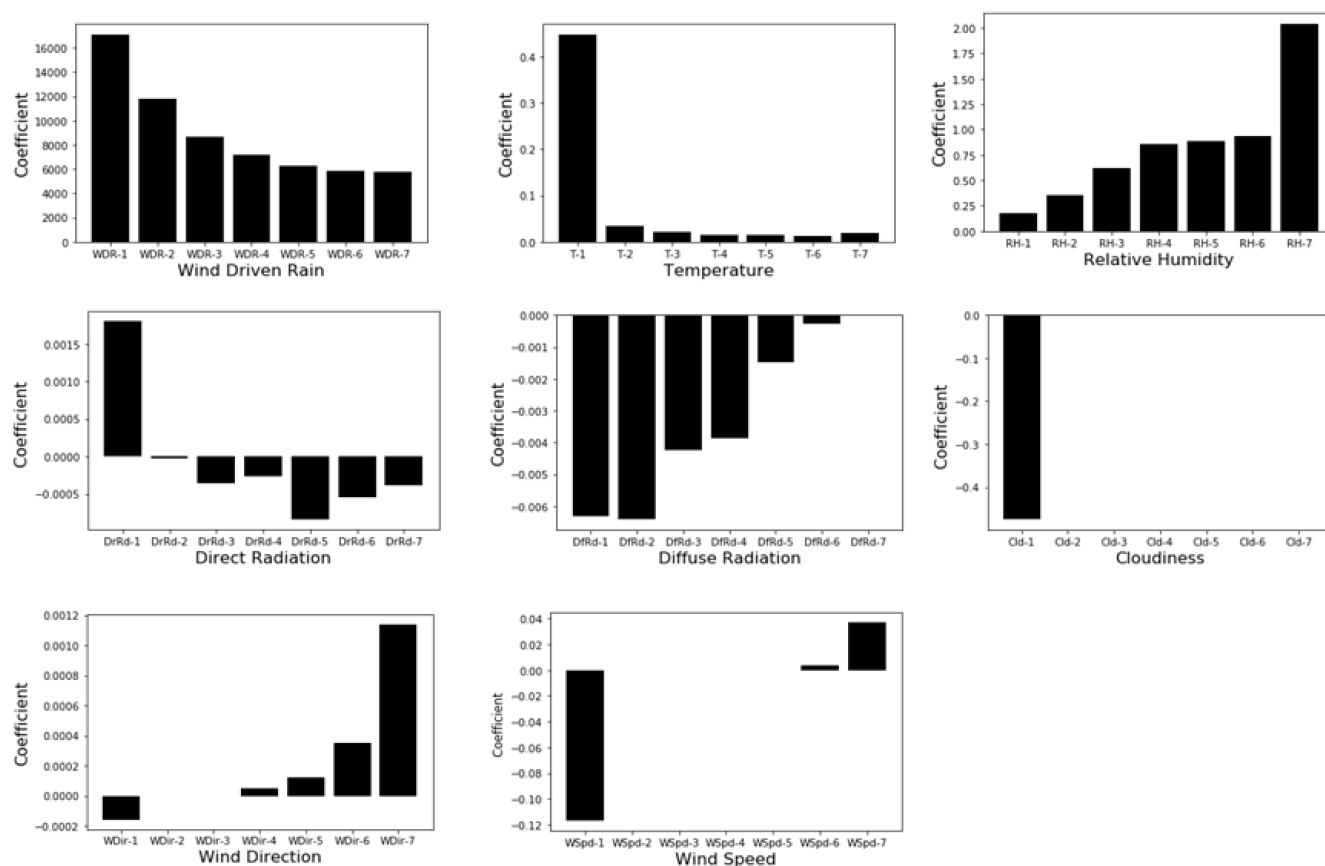 Coefficient
16000
14000
12000
10000
8000
6000
4000
2000
0
WDR-1 WDR-2 WDR-3 WDR-4 WDR-5 WDR-6 WDR-7
Wind Driven Rain
Coefficient
0.4
0.3
0.2
0.1
0.0
T-1 T-2 T-3 T-4 T-5 T-6 T-7
Temperature
Coefficient
2.00
1.75
1.50
1.25
1.00
0.75
0.50
0.25
0.00
RH-1 RH-2 RH-3 RH-4 RH-5 RH-6 RH-7
Relative Humidity
Coefficient
0.0015
0.0010
0.0005
0.0000
−0.0005
DrRd-1 DrRd-2 DrRd-3 DrRd-4 DrRd-5 DrRd-6 DrRd-7
Direct Radiation
Coefficient
0.000
−0.001
−0.002
−0.003
−0.004
−0.005
−0.006
DfRd-1 DfRd-2 DfRd-3 DfRd-4 DfRd-5 DfRd-6 DfRd-7
Diffuse Radiation
Coefficient
0.0
−0.1
−0.2
−0.3
−0.4
Cld-1 Cld-2 Cld-3 Cld-4 Cld-5 Cld-6 Cld-7
Cloudiness
Coefficient
0.0012
0.0010
0.0008
0.0006
0.0004
0.0002
0.0000
−0.0002
WDir-1 WDir-2 WDir-3 WDir-4 WDir-5 WDir-6 WDir-7
Wind Direction
Coefficient
0.04
0.02
0.00
−0.02
−0.04
−0.06
−0.08
−0.10
−0.12
WSpd-1 WSpd-2 WSpd-3 WSpd-4 WSpd-5 WSpd-6 WSpd-7
Wind Speed